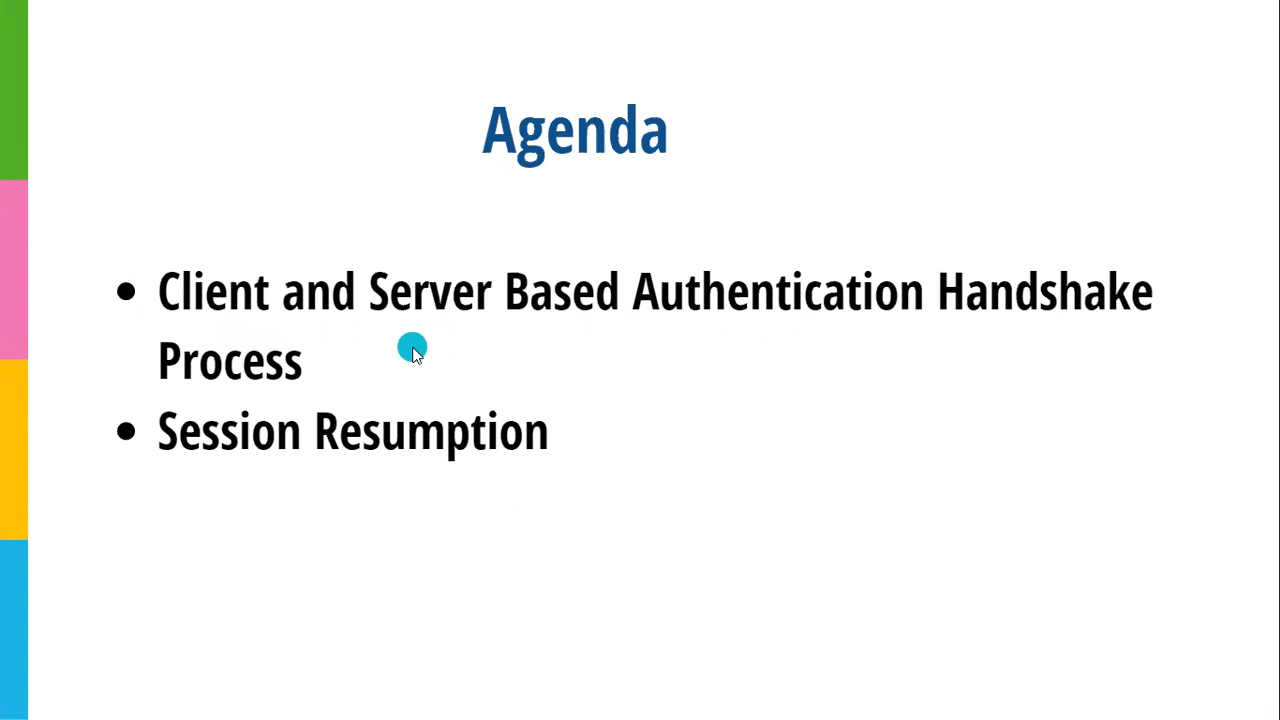 Agenda
• Client and Server Based Authentication Handshake
Process
• Session Resumption